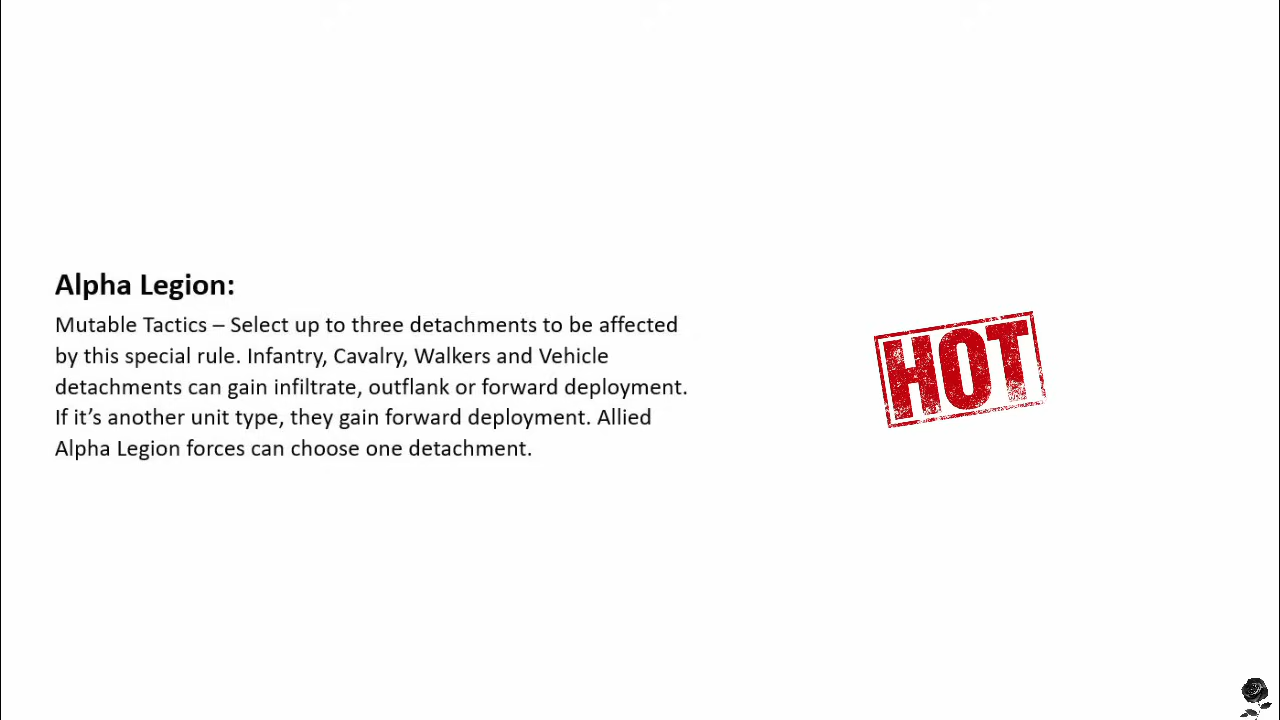 Alpha Legion:
Mutable Tactics – Select up to three detachments to be affected
by this special rule. Infantry, Cavalry, Walkers and Vehicle
detachments can gain infiltrate, outflank or forward deployment.
If it’s another unit type, they gain forward deployment. Allied
Alpha Legion forces can choose one detachment.
HOT